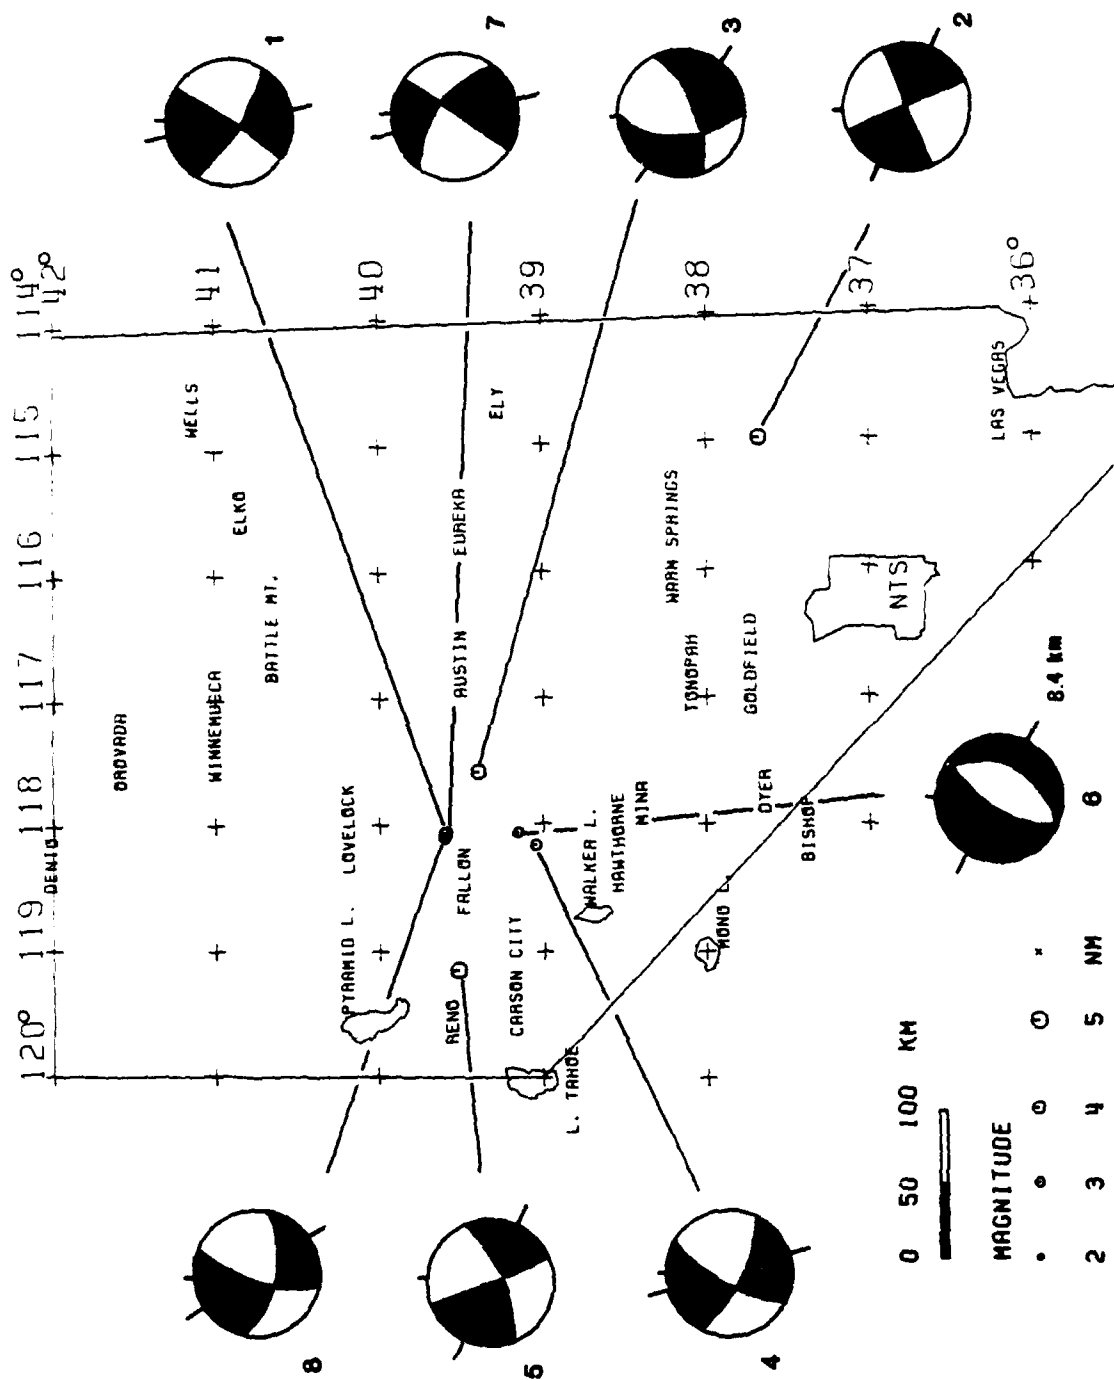 120° 119 118 117 116 115 114°
42°
DENIO
OROVADA
WELLS
41
WINNEMUCCA
ELKO
BATTLE MT.
PYRAMID L.
LOVELOCK
40
RENO
FALLON
AUSTIN
EUREKA
ELY
CARSON CITY
39
L. TAHOE
WALKER L.
HAWTHORNE
MINA
WARM SPRINGS
TONOPAH
38
MONO L.
GOLDFIELD
DYER
BISHOP
37
NTS
LAS VEGAS
36°
1
7
3
2
8
5
4
6
8.4 km
0 50 100 KM
MAGNITUDE
2 3 4 5 NM